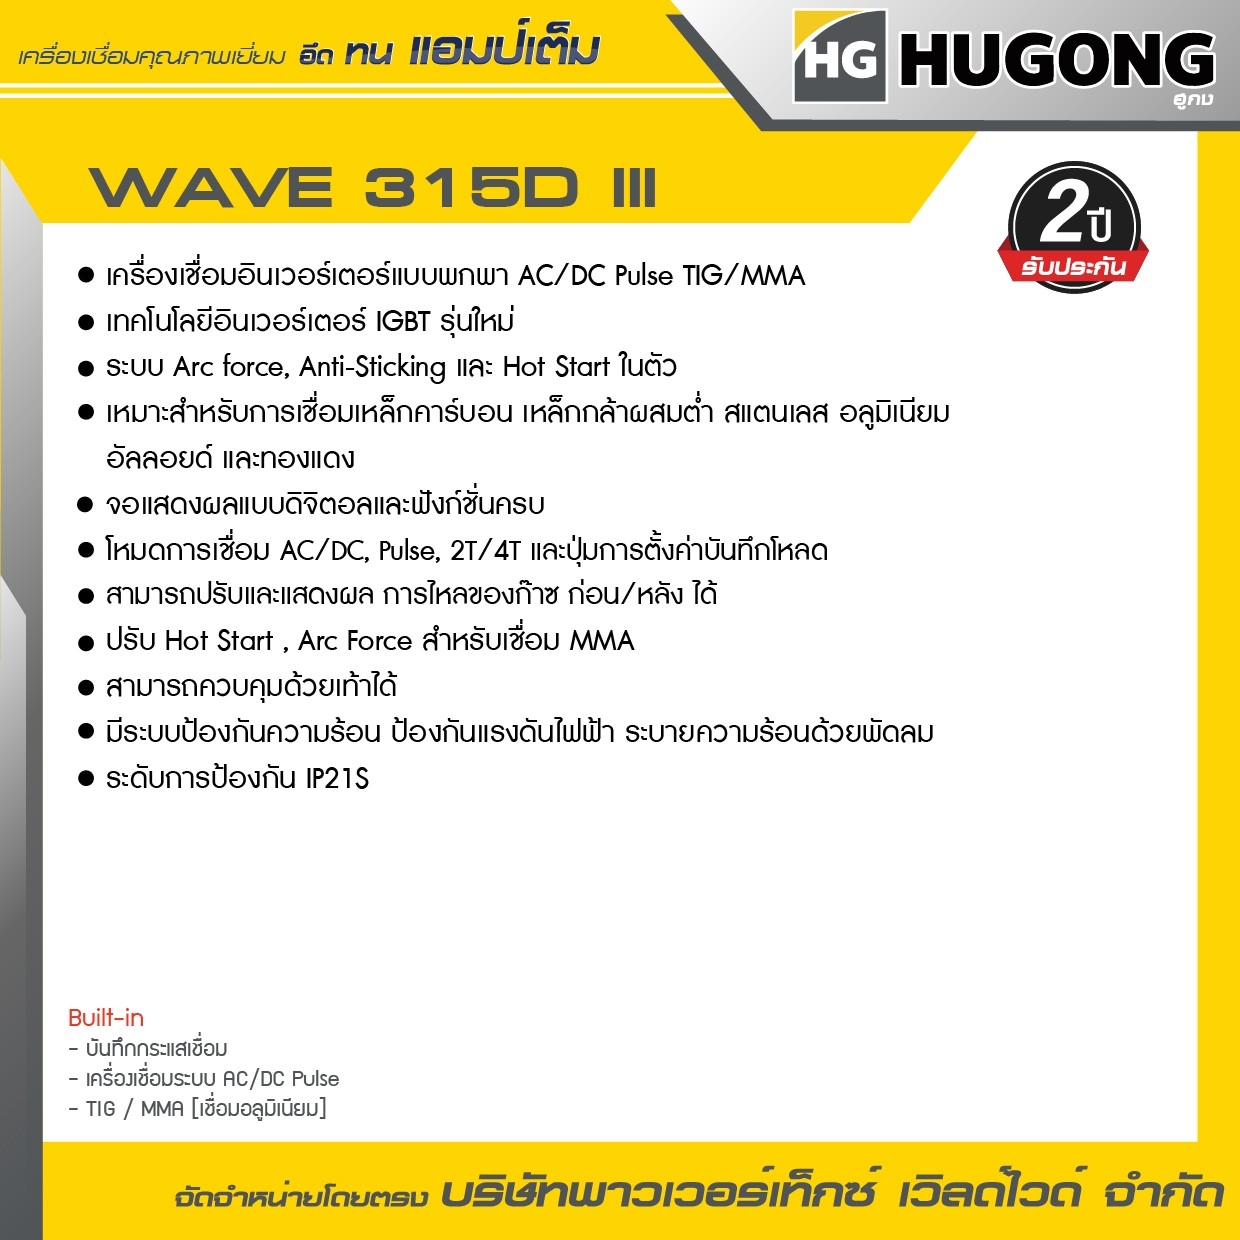 เครื่องเชื่อมคุณภาพเยี่ยม อึด ทน แอมป์เต็ม
HG HUGONG
ฮูกง
WAVE 315D III
2 ปี
รับประกัน
● เครื่องเชื่อมอินเวอร์เตอร์แบบพกพา AC/DC Pulse TIG/MMA
● เทคโนโลยีอินเวอร์เตอร์ IGBT รุ่นใหม่
● ระบบ Arc force, Anti-Sticking และ Hot Start ในตัว
● เหมาะสำหรับการเชื่อมเหล็กคาร์บอน เหล็กกล้าผสมต่ำ สแตนเลส อลูมิเนียม
อัลลอยด์ และทองแดง
● จอแสดงผลแบบดิจิตอลและฟังก์ชั่นครบ
● โหมดการเชื่อม AC/DC, Pulse, 2T/4T และปุ่มการตั้งค่าบันทึกโหลด
● สามารถปรับและแสดงผล การไหลของก๊าซ ก่อน/หลัง ได้
● ปรับ Hot Start , Arc Force สำหรับเชื่อม MMA
● สามารถควบคุมด้วยเท้าได้
● มีระบบป้องกันความร้อน ป้องกันแรงดันไฟฟ้า ระบายความร้อนด้วยพัดลม
● ระดับการป้องกัน IP21S
Built-in
- บันทึกกระแสเชื่อม
- เครื่องเชื่อมระบบ AC/DC Pulse
- TIG / MMA [เชื่อมอลูมิเนียม]
จัดจำหน่ายโดยตรง บริษัทพาวเวอร์เท็กซ์ เวิลด์ไวด์ จำกัด